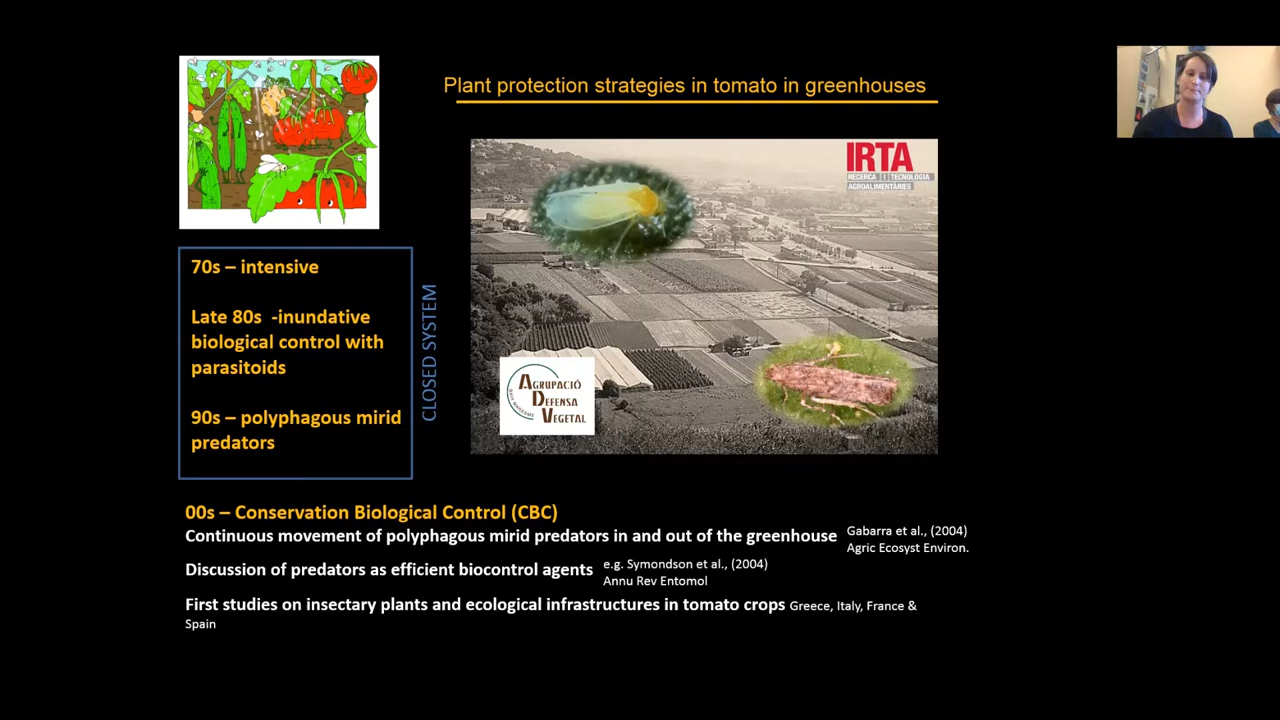 Plant protection strategies in tomato in greenhouses
IRTA
RECERCA I TECNOLOGIA
AGROALIMENTÀRIES
70s – intensive
Late 80s -inundative
biological control with
parasitoids
90s – polyphagous mirid
predators
CLOSED SYSTEM
AGRUPACIÓ
DEFENSA
VEGETAL
00s – Conservation Biological Control (CBC)
Continuous movement of polyphagous mirid predators in and out of the greenhouse
Gabarra et al., (2004)
Agric Ecosyst Environ.
Discussion of predators as efficient biocontrol agents
e.g. Symondson et al., (2004)
Annu Rev Entomol
First studies on insectary plants and ecological infrastructures in tomato crops Greece, Italy, France &
Spain